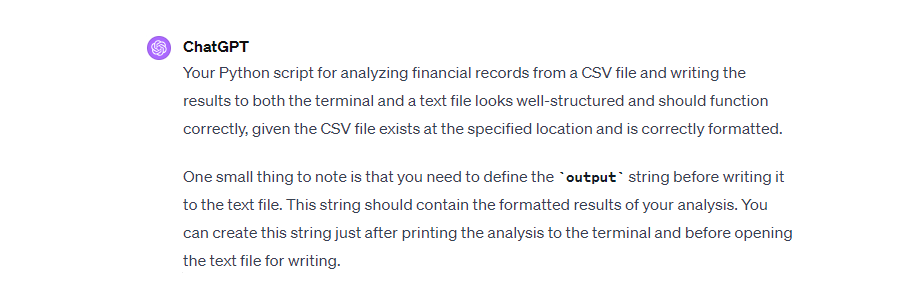 ChatGPT
Your Python script for analyzing financial records from a CSV file and writing the
results to both the terminal and a text file looks well-structured and should function
correctly, given the CSV file exists at the specified location and is correctly formatted.
One small thing to note is that you need to define the `output` string before writing it
to the text file. This string should contain the formatted results of your analysis. You
can create this string just after printing the analysis to the terminal and before opening
the text file for writing.